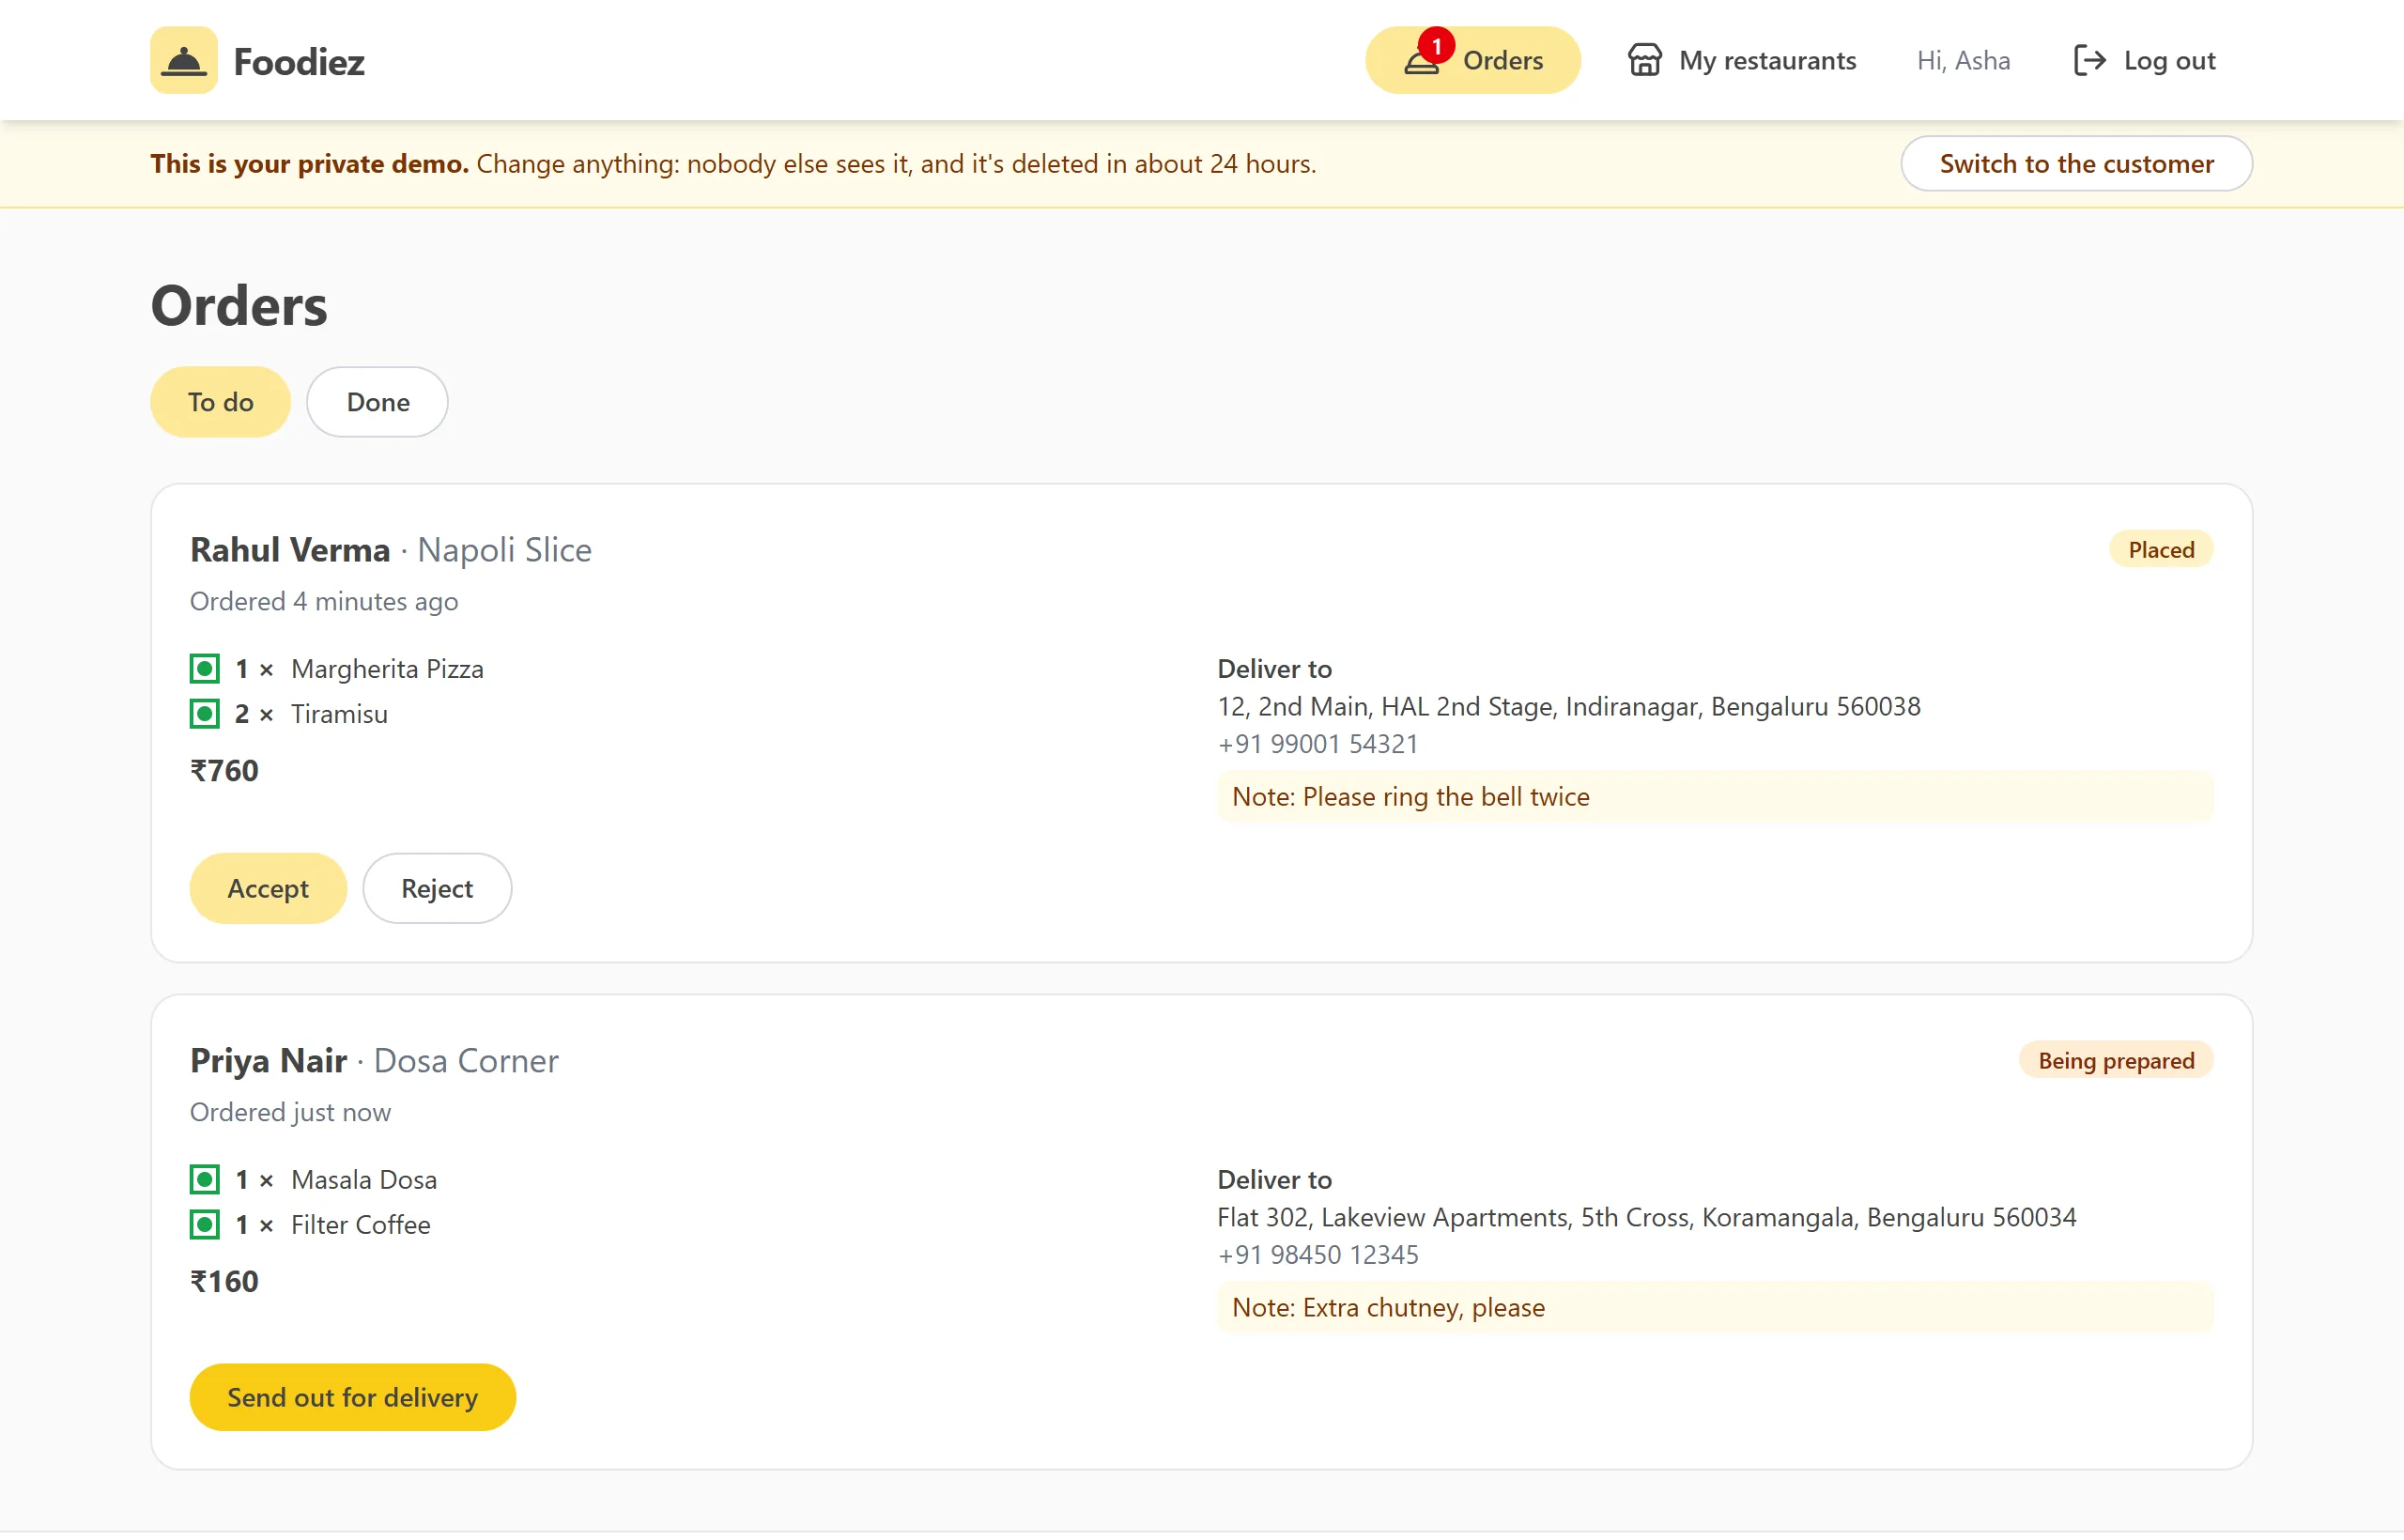 Foodiez
1
Orders
My restaurants
Hi, Asha
Log out
This is your private demo. Change anything: nobody else sees it, and it's deleted in about 24 hours.
Switch to the customer
Orders
To do
Done
Rahul Verma · Napoli Slice
Placed
Ordered 4 minutes ago
1 × Margherita Pizza
2 × Tiramisu
₹760
Deliver to
12, 2nd Main, HAL 2nd Stage, Indiranagar, Bengaluru 560038
+91 99001 54321
Note: Please ring the bell twice
Accept
Reject
Priya Nair · Dosa Corner
Being prepared
Ordered just now
1 × Masala Dosa
1 × Filter Coffee
₹160
Deliver to
Flat 302, Lakeview Apartments, 5th Cross, Koramangala, Bengaluru 560034
+91 98450 12345
Note: Extra chutney, please
Send out for delivery